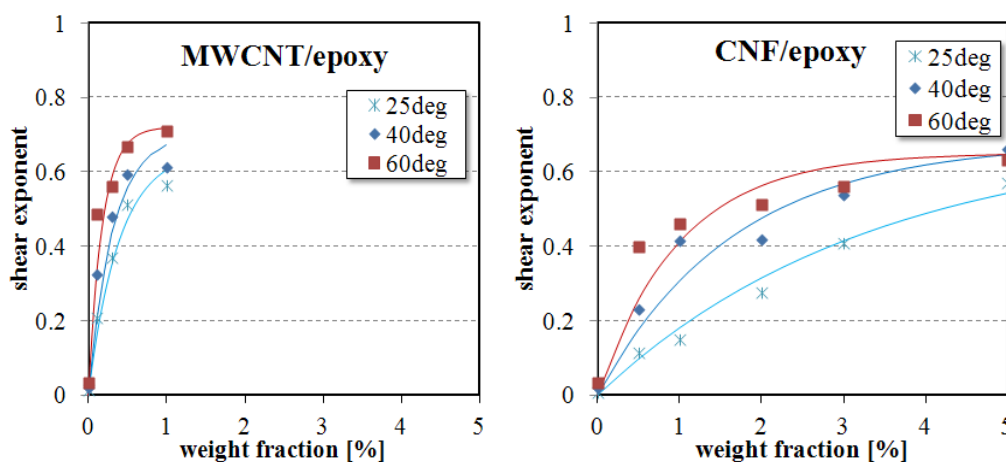 MWCNT/epoxy
1
0.8
0.6
0.4
0.2
0
shear exponent
25deg
40deg
60deg
0 1 2 3 4 5
weight fraction [%]
CNF/epoxy
1
0.8
0.6
0.4
0.2
0
shear exponent
25deg
40deg
60deg
0 1 2 3 4 5
weight fraction [%]